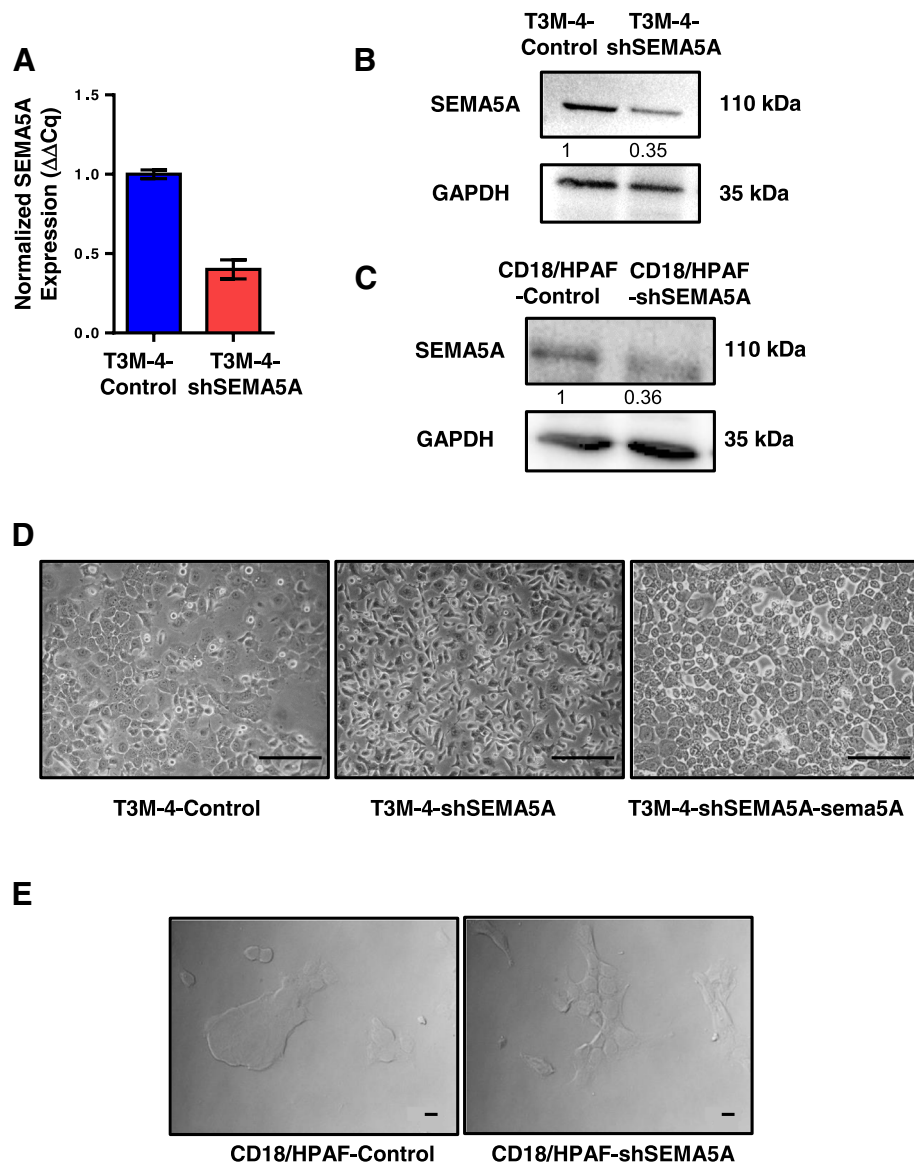 A
Normalized SEMA5A
Expression (ΔΔCq)
1.5
1.0
0.5
0.0
T3M-4-
Control
T3M-4-
shSEMA5A
B
T3M-4-
Control
T3M-4-
shSEMA5A
SEMA5A
110 kDa
1
0.35
GAPDH
35 kDa
C
CD18/HPAF
-Control
CD18/HPAF
-shSEMA5A
SEMA5A
110 kDa
1
0.36
GAPDH
35 kDa
D
T3M-4-Control
T3M-4-shSEMA5A
T3M-4-shSEMA5A-sema5A
E
CD18/HPAF-Control
CD18/HPAF-shSEMA5A